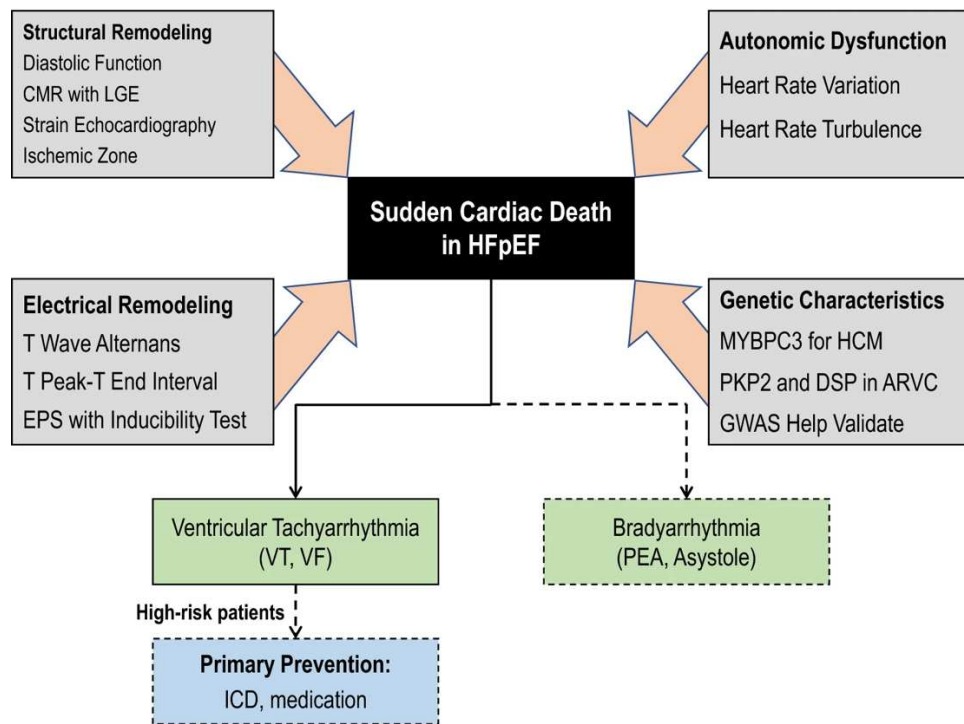 Structural Remodeling
Diastolic Function
CMR with LGE
Strain Echocardiography
Ischemic Zone
Autonomic Dysfunction
Heart Rate Variation
Heart Rate Turbulence
Sudden Cardiac Death
in HFpEF
Electrical Remodeling
T Wave Alternans
T Peak-T End Interval
EPS with Inducibility Test
Genetic Characteristics
MYBPC3 for HCM
PKP2 and DSP in ARVC
GWAS Help Validate
Ventricular Tachyarrhythmia
(VT, VF)
Bradyarrhythmia
(PEA, Asystole)
High-risk patients
Primary Prevention:
ICD, medication